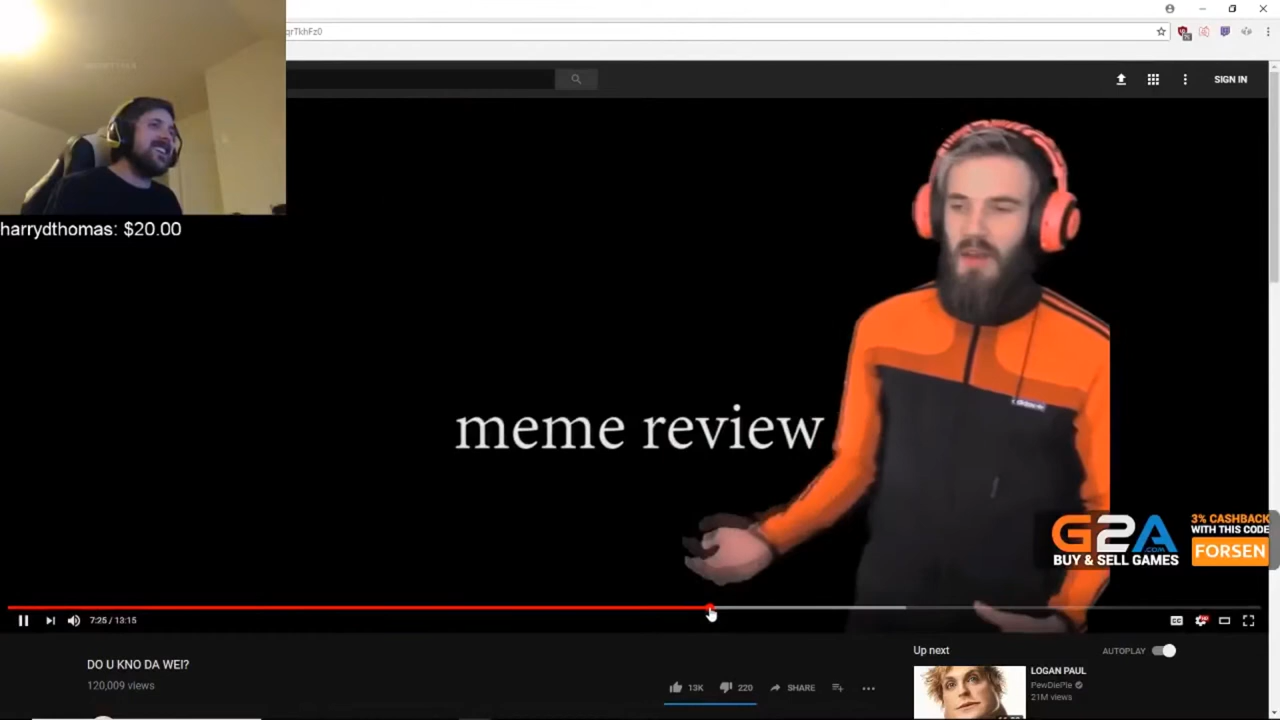 qrTkhFz0
SIGN IN
harrydthomas: $20.00
meme review
G2A
.COM
BUY & SELL GAMES
3% CASHBACK
WITH THIS CODE
FORSEN
7:25 / 13:15
DO U KNO DA WEI?
120,009 views
13K
220
SHARE
Up next
AUTOPLAY
LOGAN PAUL
PewDiePie
21M views